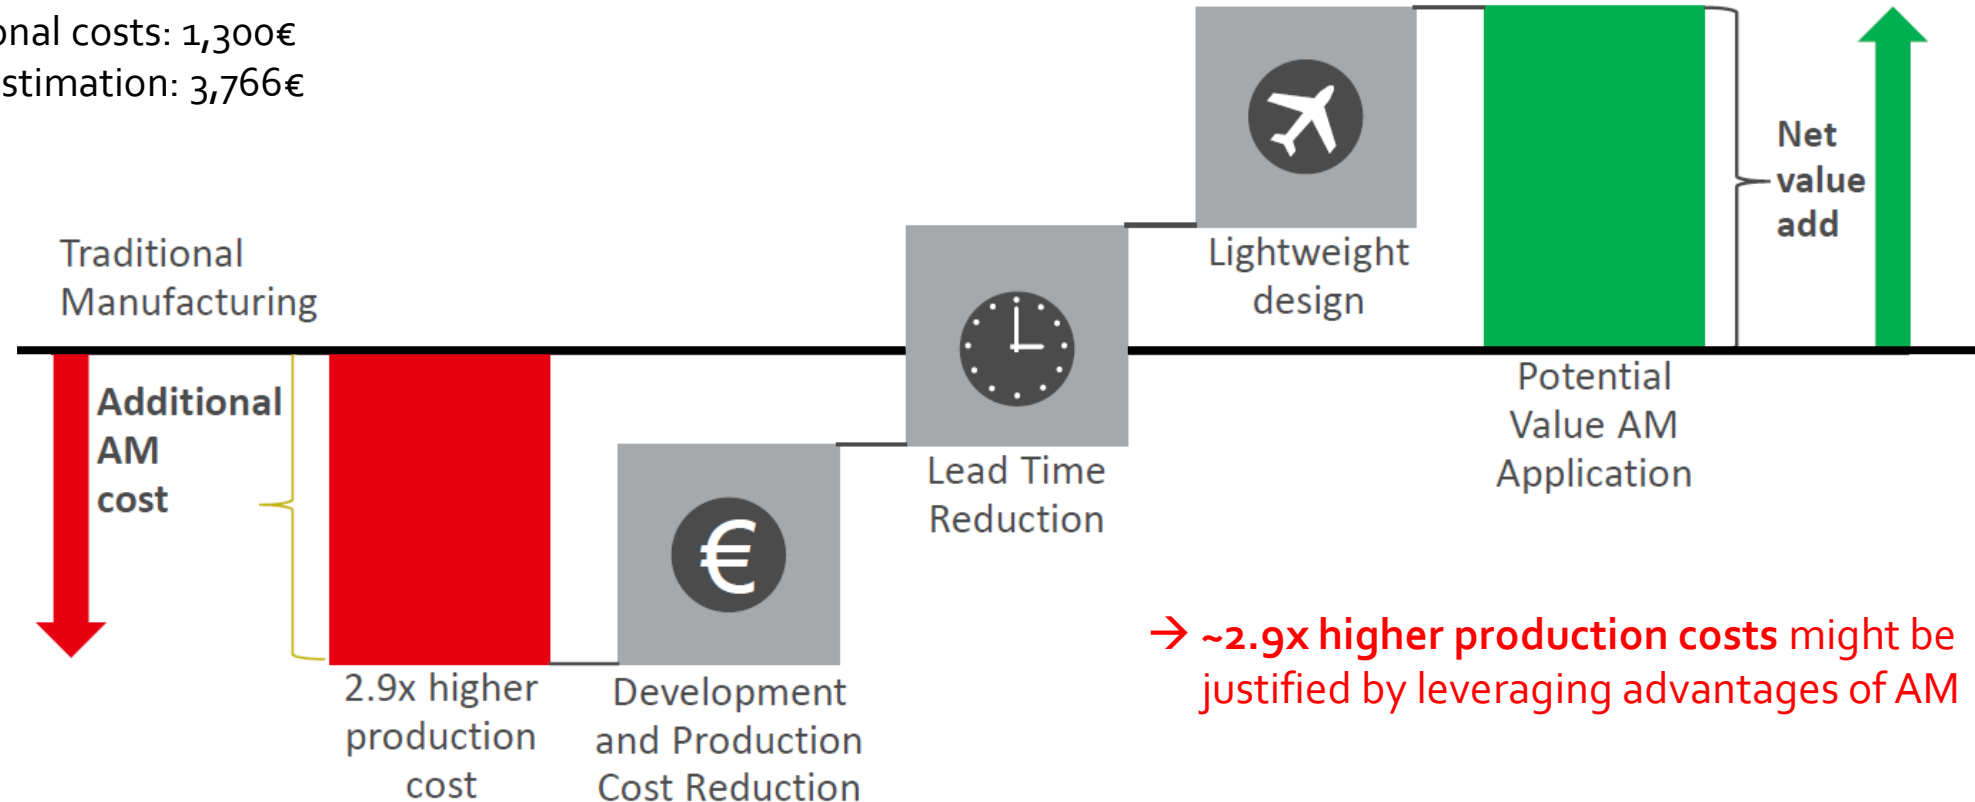 onal costs: 1,300€
stimation: 3,766€
Net
value
add
Traditional
Manufacturing
Lightweight
design
Additional
AM
cost
Potential
Value AM
Application
Lead Time
Reduction
€
→ ~2.9x higher production costs might be
justified by leveraging advantages of AM
2.9x higher
production
cost
Development
and Production
Cost Reduction